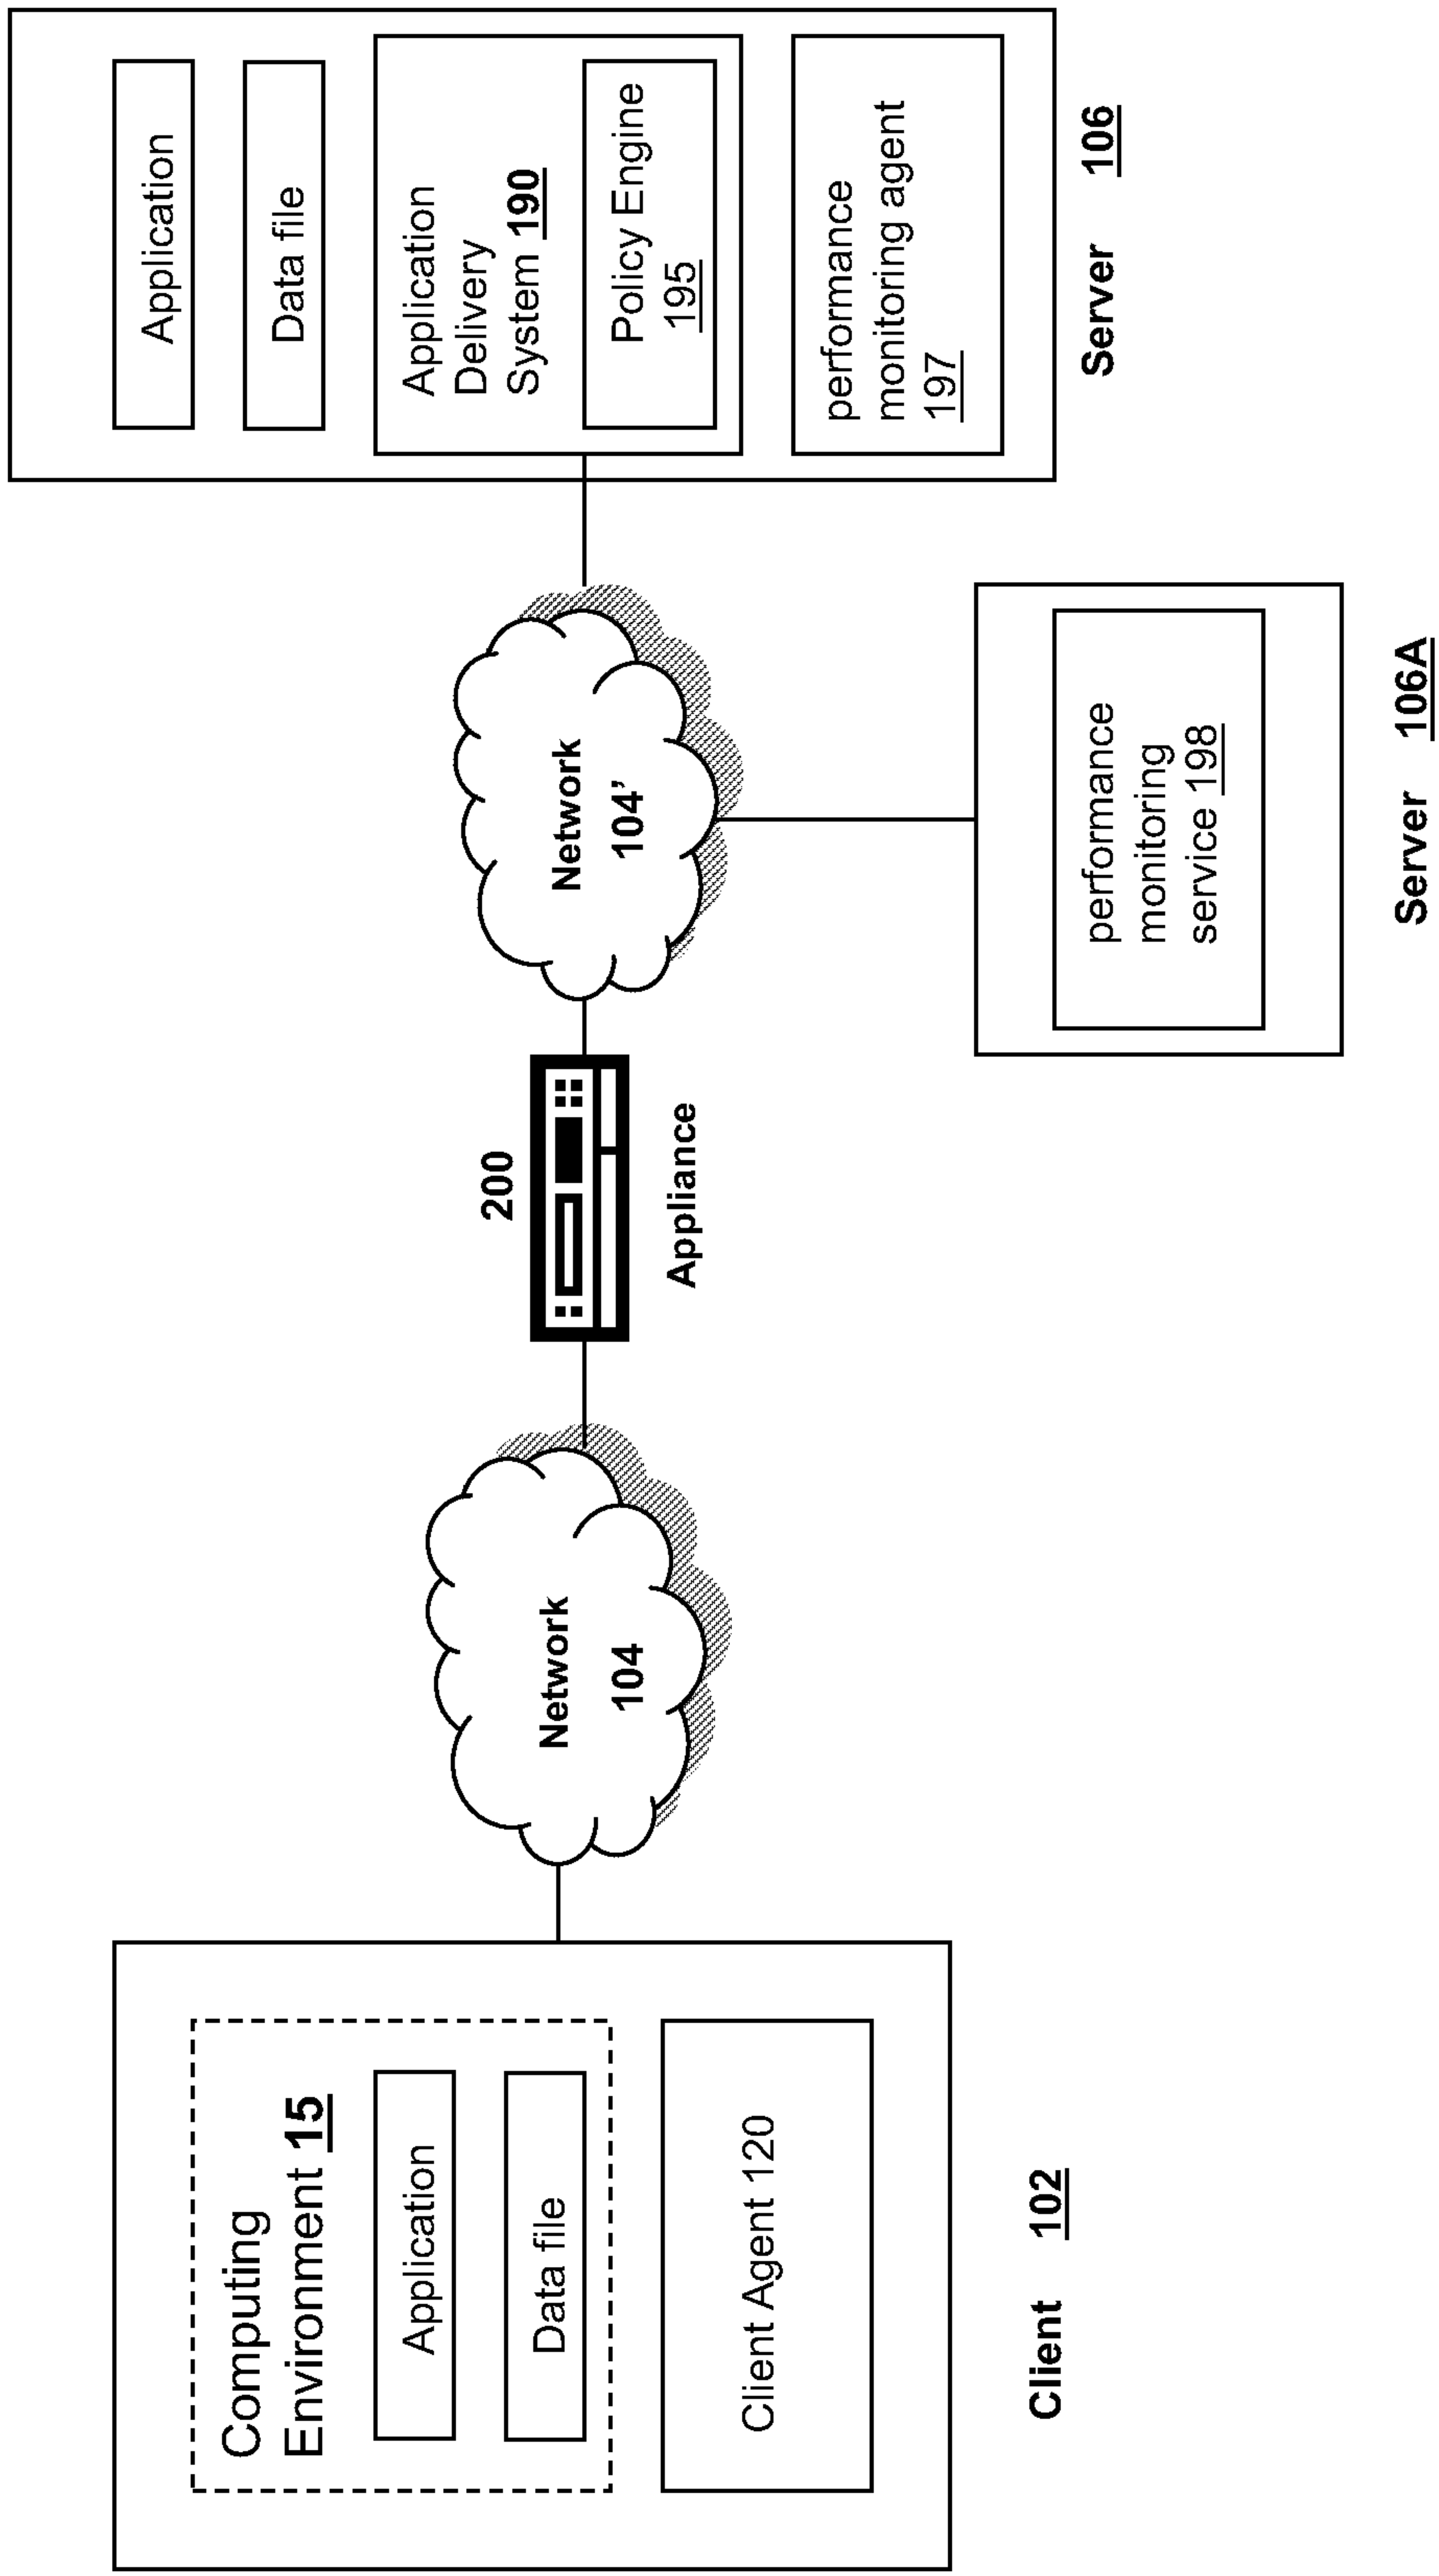 Computing
Environment 15
Application
Data file
Client Agent 120
Client 102
Network
104
200
Appliance
Network
104’
performance
monitoring
service 198
Server 106A
Application
Data file
Application
Delivery
System 190
Policy Engine
195
performance
monitoring agent
197
Server 106